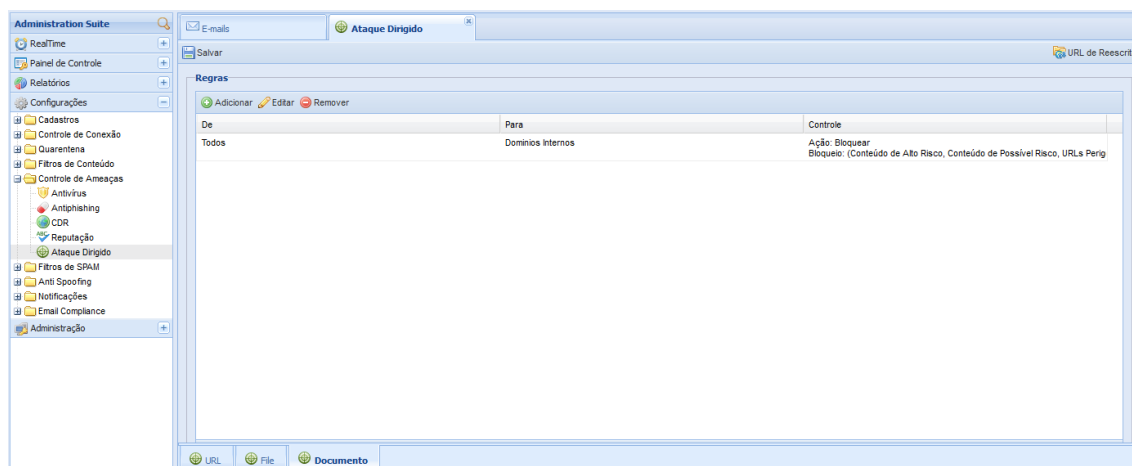 Administration Suite
RealTime
Painel de Controle
Relatórios
Configurações
Cadastros
Controle de Conexão
Quarentena
Filtros de Conteúdo
Controle de Ameaças
Antivírus
Antiphishing
CDR
ABC Reputação
Ataque Dirigido
Filtros de SPAM
Anti Spoofing
Notificações
Email Compliance
Administração
E-mails
Ataque Dirigido
Salvar
URL de Reescrit
Regras
Adicionar Editar Remover
De Para Controle
Todos Dominios Internos Ação: Bloquear
Bloqueio: (Conteúdo de Alto Risco, Conteúdo de Possível Risco, URLs Perig
URL File Documento